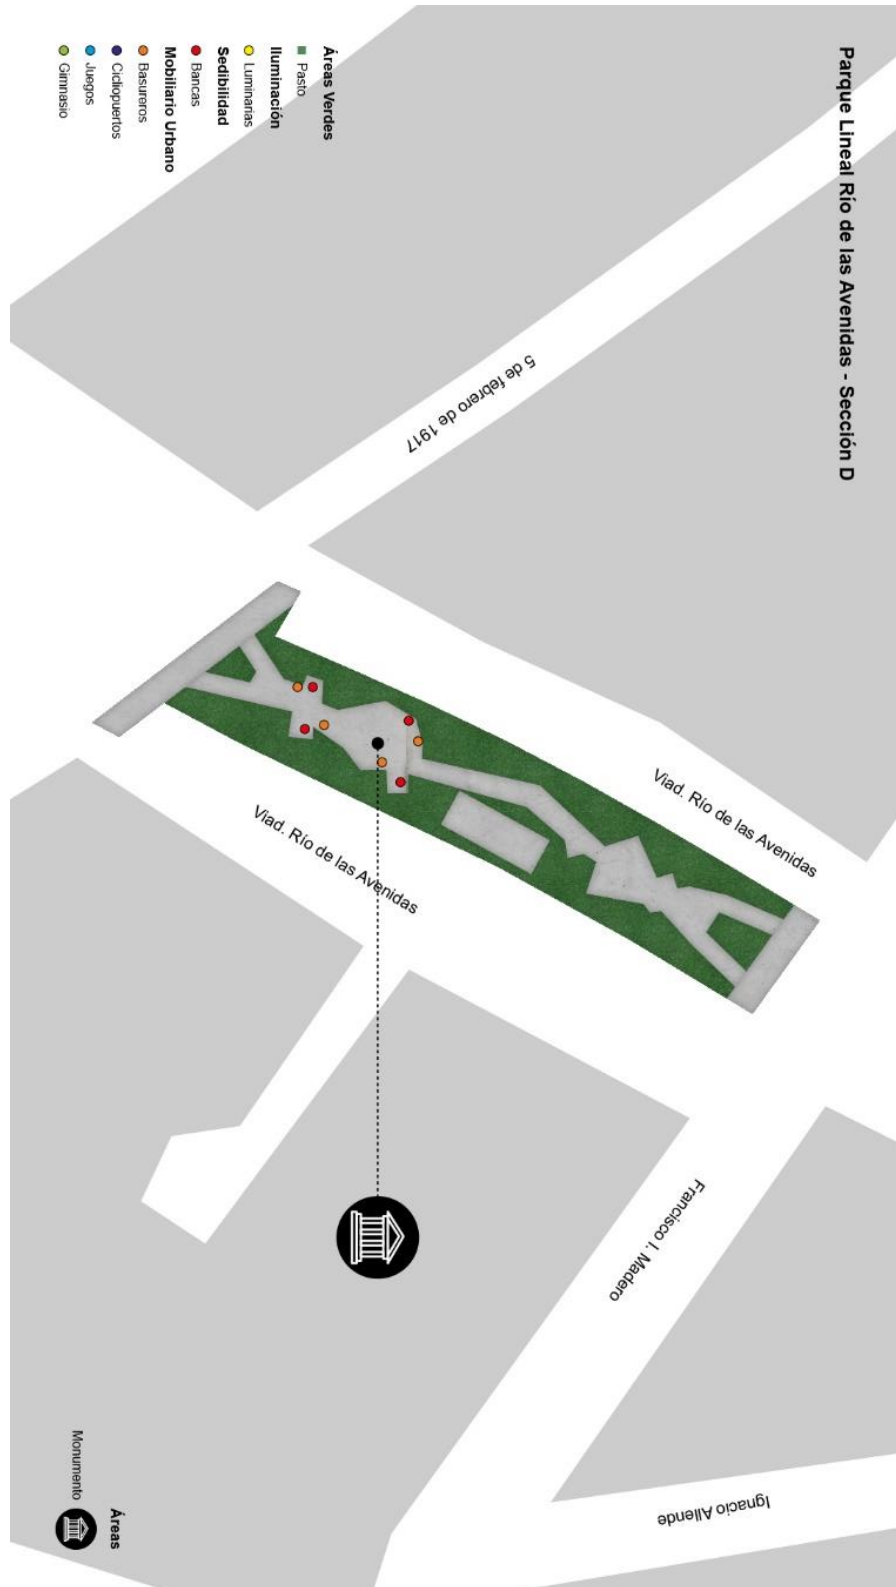 Parque Lineal Río de las Avenidas - Sección D
Áreas Verdes
Pasto
Iluminación
Luminarias
Sedibilidad
Bancas
Mobiliario Urbano
Basureros
Ciclopuertos
Juegos
Gimnasio
5 de febrero de 1917
Viad. Río de las Avenidas
Viad. Río de las Avenidas
Francisco I. Madero
Ignacio Allende
Áreas
Monumento